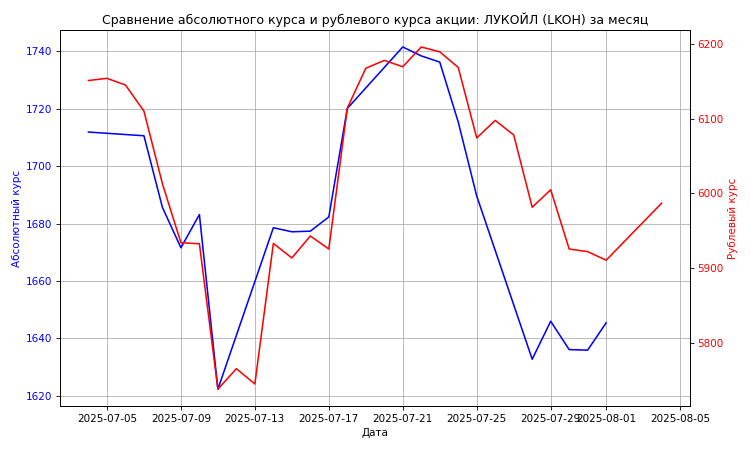 Сравнение абсолютного курса и рублевого курса акции: ЛУКОЙЛ (LKOH) за месяц
1740
1720
1700
1680
1660
1640
1620
Абсолютный курс
6200
6100
6000
5900
5800
Рублевый курс
2025-07-05 2025-07-09 2025-07-13 2025-07-17 2025-07-21 2025-07-25 2025-07-29 2025-08-01 2025-08-05
Дата